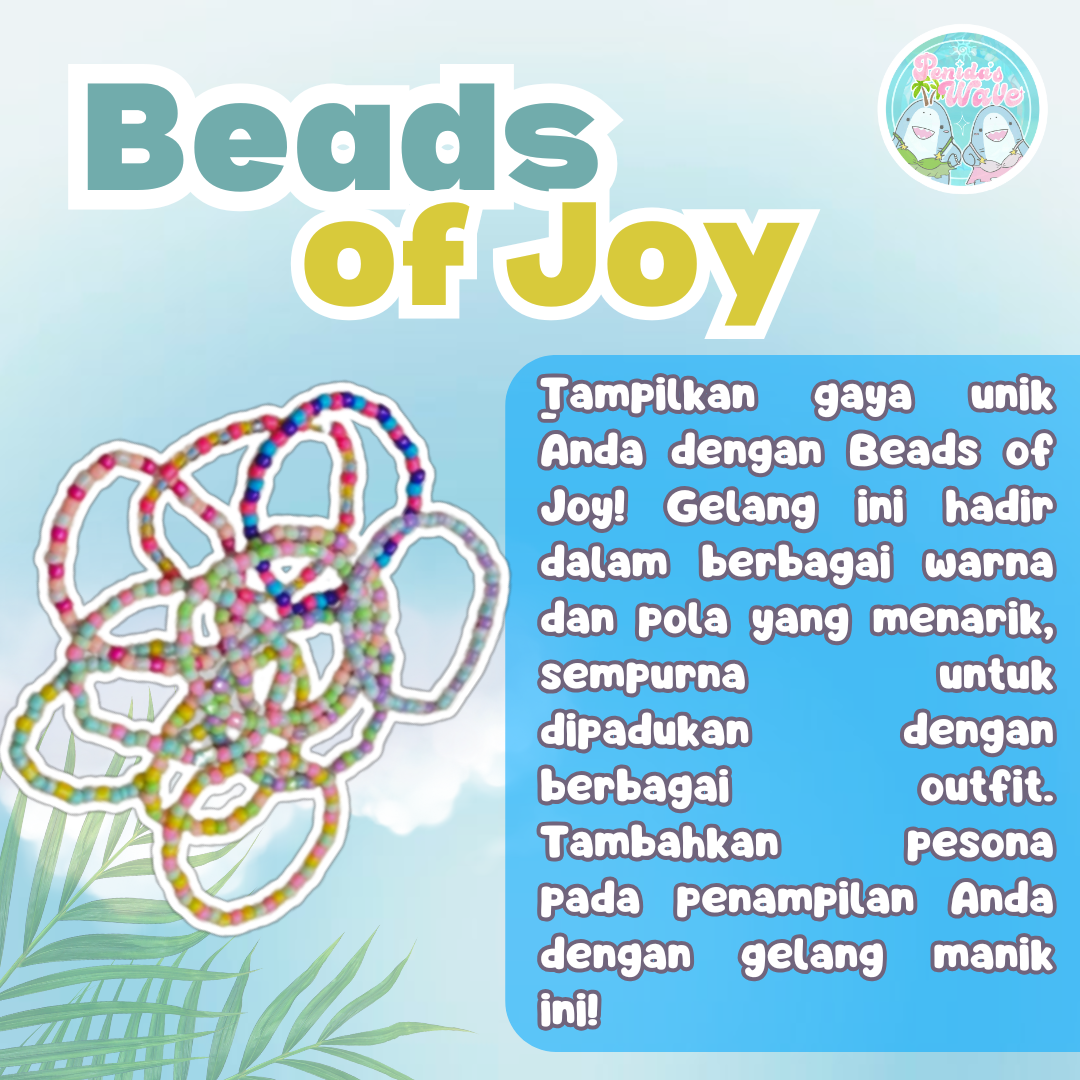 Penida's
Wave
Beads
of Joy
Tampilkan gaya unik
Anda dengan Beads of
Joy! Gelang ini hadir
dalam berbagai warna
dan pola yang menarik,
sempurna untuk
dipadukan dengan
berbagai outfit.
Tambahkan pesona
pada penampilan Anda
dengan gelang manik
ini!